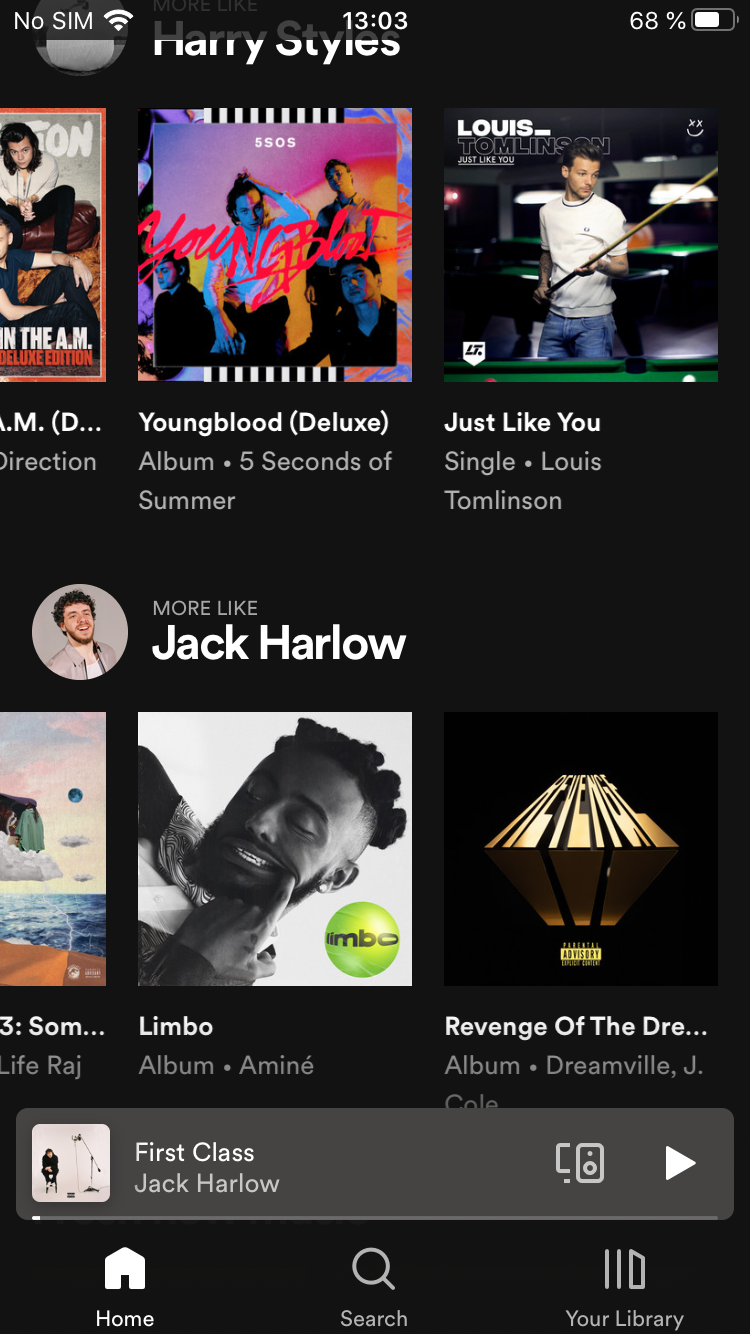 No SIM 13:03 68 %
MORE LIKE
Harry Styles
IN THE A.M.
DELUXE EDITION
5SOS
YoUNGBlooD
LOUIS_
TOMLINSON
JUST LIKE YOU
LT.
A.M. (D...
Direction
Youngblood (Deluxe)
Album • 5 Seconds of
Summer
Just Like You
Single • Louis
Tomlinson
MORE LIKE
Jack Harlow
limbo
REVENGE
PARENTAL
ADVISORY
EXPLICIT CONTENT
3: Som...
Life Raj
Limbo
Album • Aminé
Revenge Of The Dre...
Album • Dreamville, J.
Cole
First Class
Jack Harlow
Home
Search
Your Library